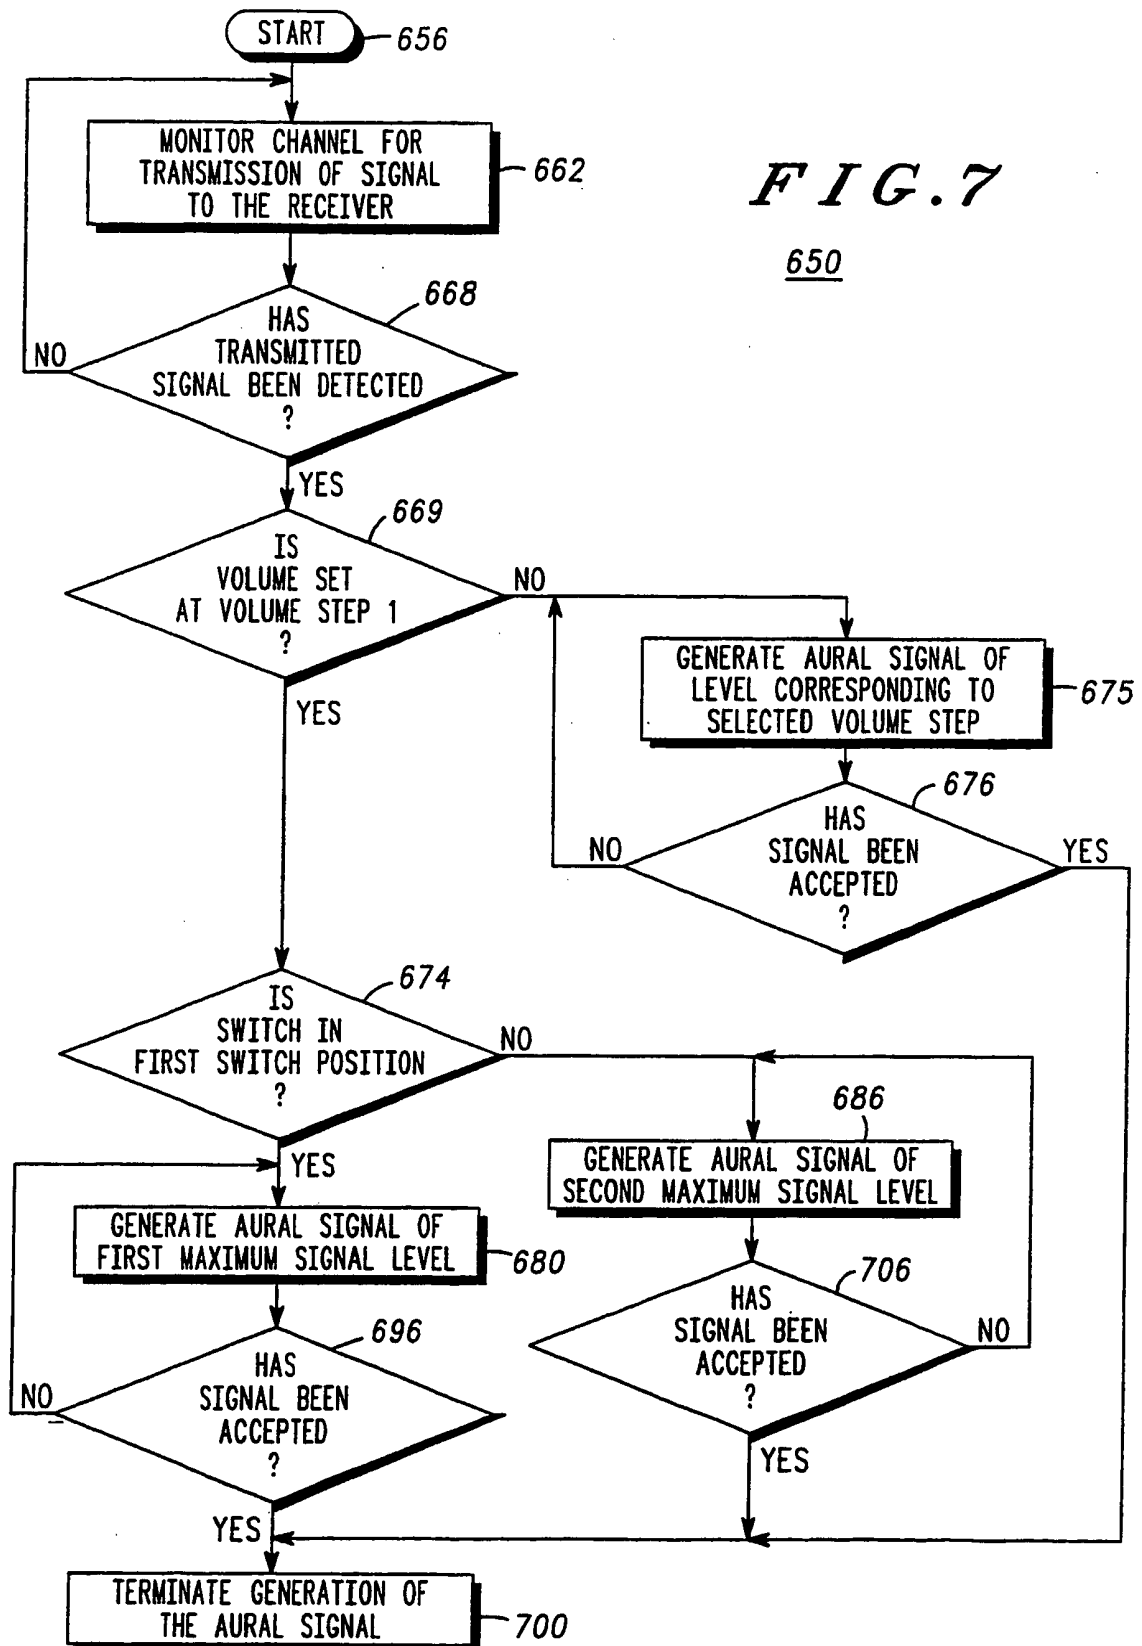 START
656
MONITOR CHANNEL FOR
TRANSMISSION OF SIGNAL
TO THE RECEIVER
662
FIG.7
650
HAS
TRANSMITTED
SIGNAL BEEN DETECTED
?
668
NO
YES
IS
VOLUME SET
AT VOLUME STEP 1
?
669
NO
YES
GENERATE AURAL SIGNAL OF
LEVEL CORRESPONDING TO
SELECTED VOLUME STEP
675
HAS
SIGNAL BEEN
ACCEPTED
?
676
NO
YES
IS
SWITCH IN
FIRST SWITCH POSITION
?
674
NO
YES
GENERATE AURAL SIGNAL OF
SECOND MAXIMUM SIGNAL LEVEL
686
GENERATE AURAL SIGNAL OF
FIRST MAXIMUM SIGNAL LEVEL
680
HAS
SIGNAL BEEN
ACCEPTED
?
706
NO
YES
HAS
SIGNAL BEEN
ACCEPTED
?
696
NO
YES
TERMINATE GENERATION OF
THE AURAL SIGNAL
700